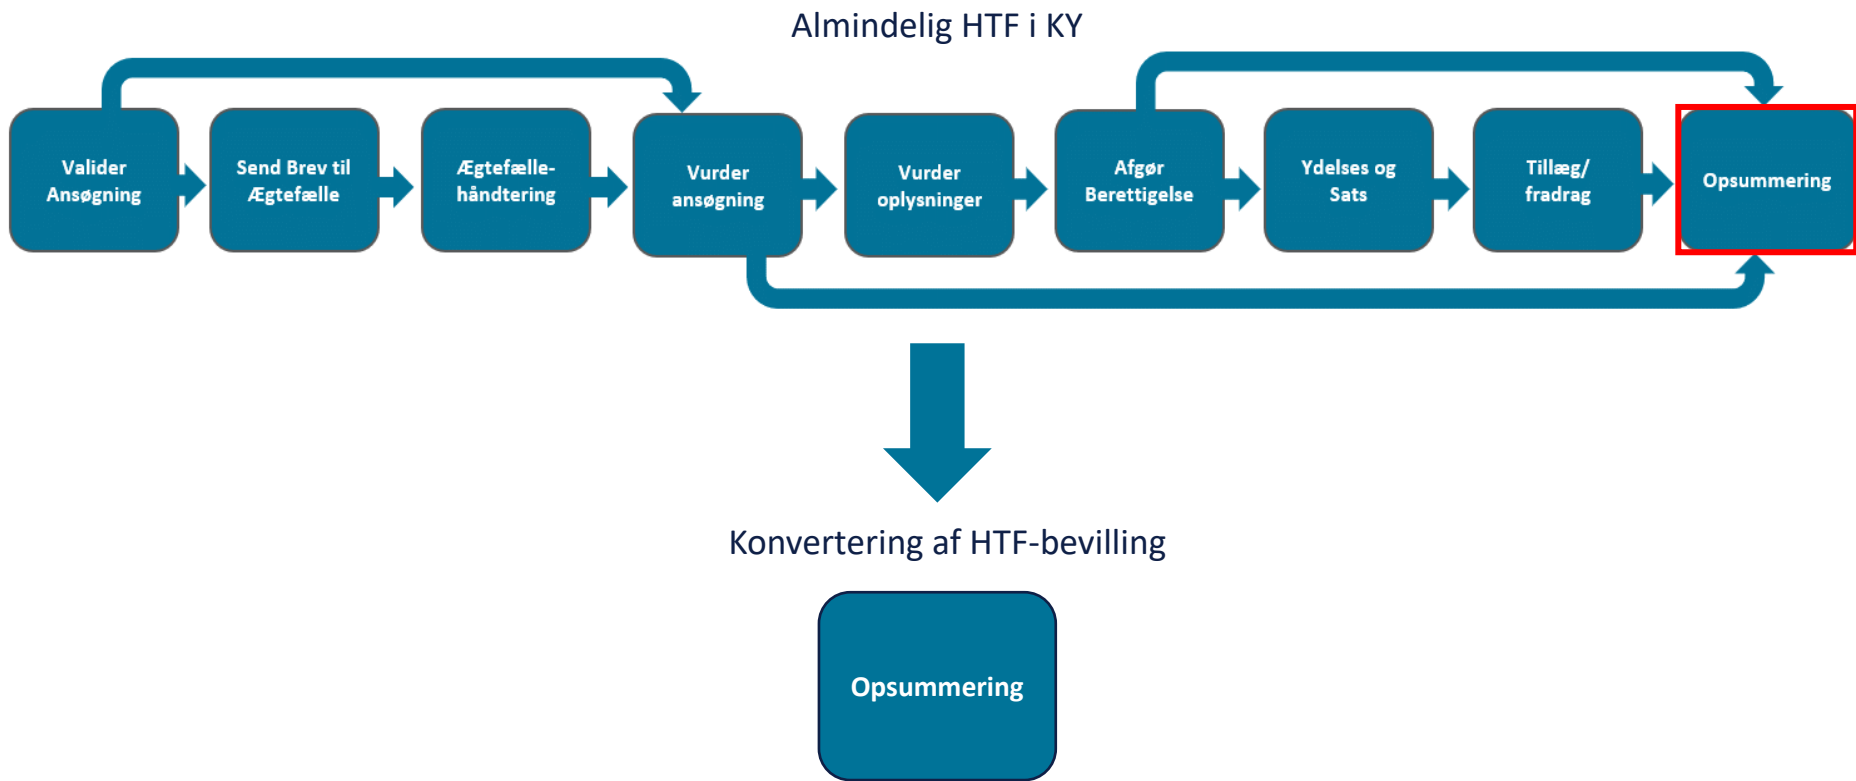 Almindelig HTF i KY
Valider
Ansøgning
Send Brev til
Ægtefælle
Ægtefælle-
håndtering
Vurder
ansøgning
Vurder
oplysninger
Afgør
Berettigelse
Ydelses og
Sats
Tillæg/
fradrag
Opsummering
Konvertering af HTF-bevilling
Opsummering